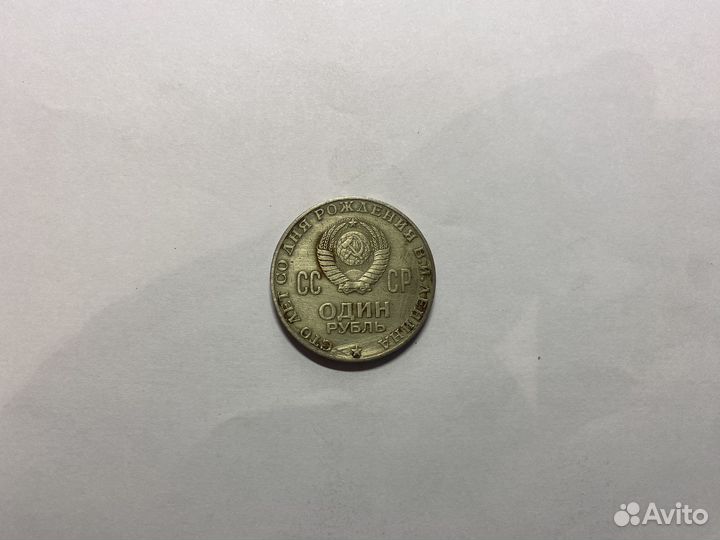 СТО ЛЕТ СО ДНЯ РОЖДЕНИЯ В.И.ЛЕНИНА
СС СР
ОДИН
РУБЛЬ
Avito